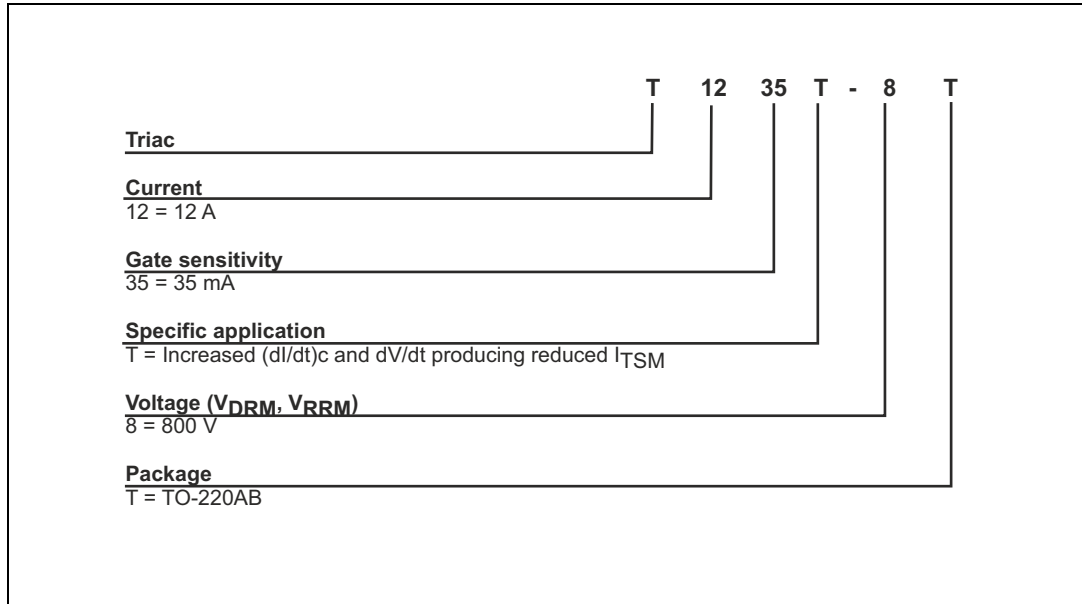 T 12 35 T - 8 T
Triac
Current
12 = 12 A
Gate sensitivity
35 = 35 mA
Specific application
T = Increased (dI/dt)c and dV/dt producing reduced ITSM
Voltage (VDRM, VRRM)
8 = 800 V
Package
T = TO-220AB